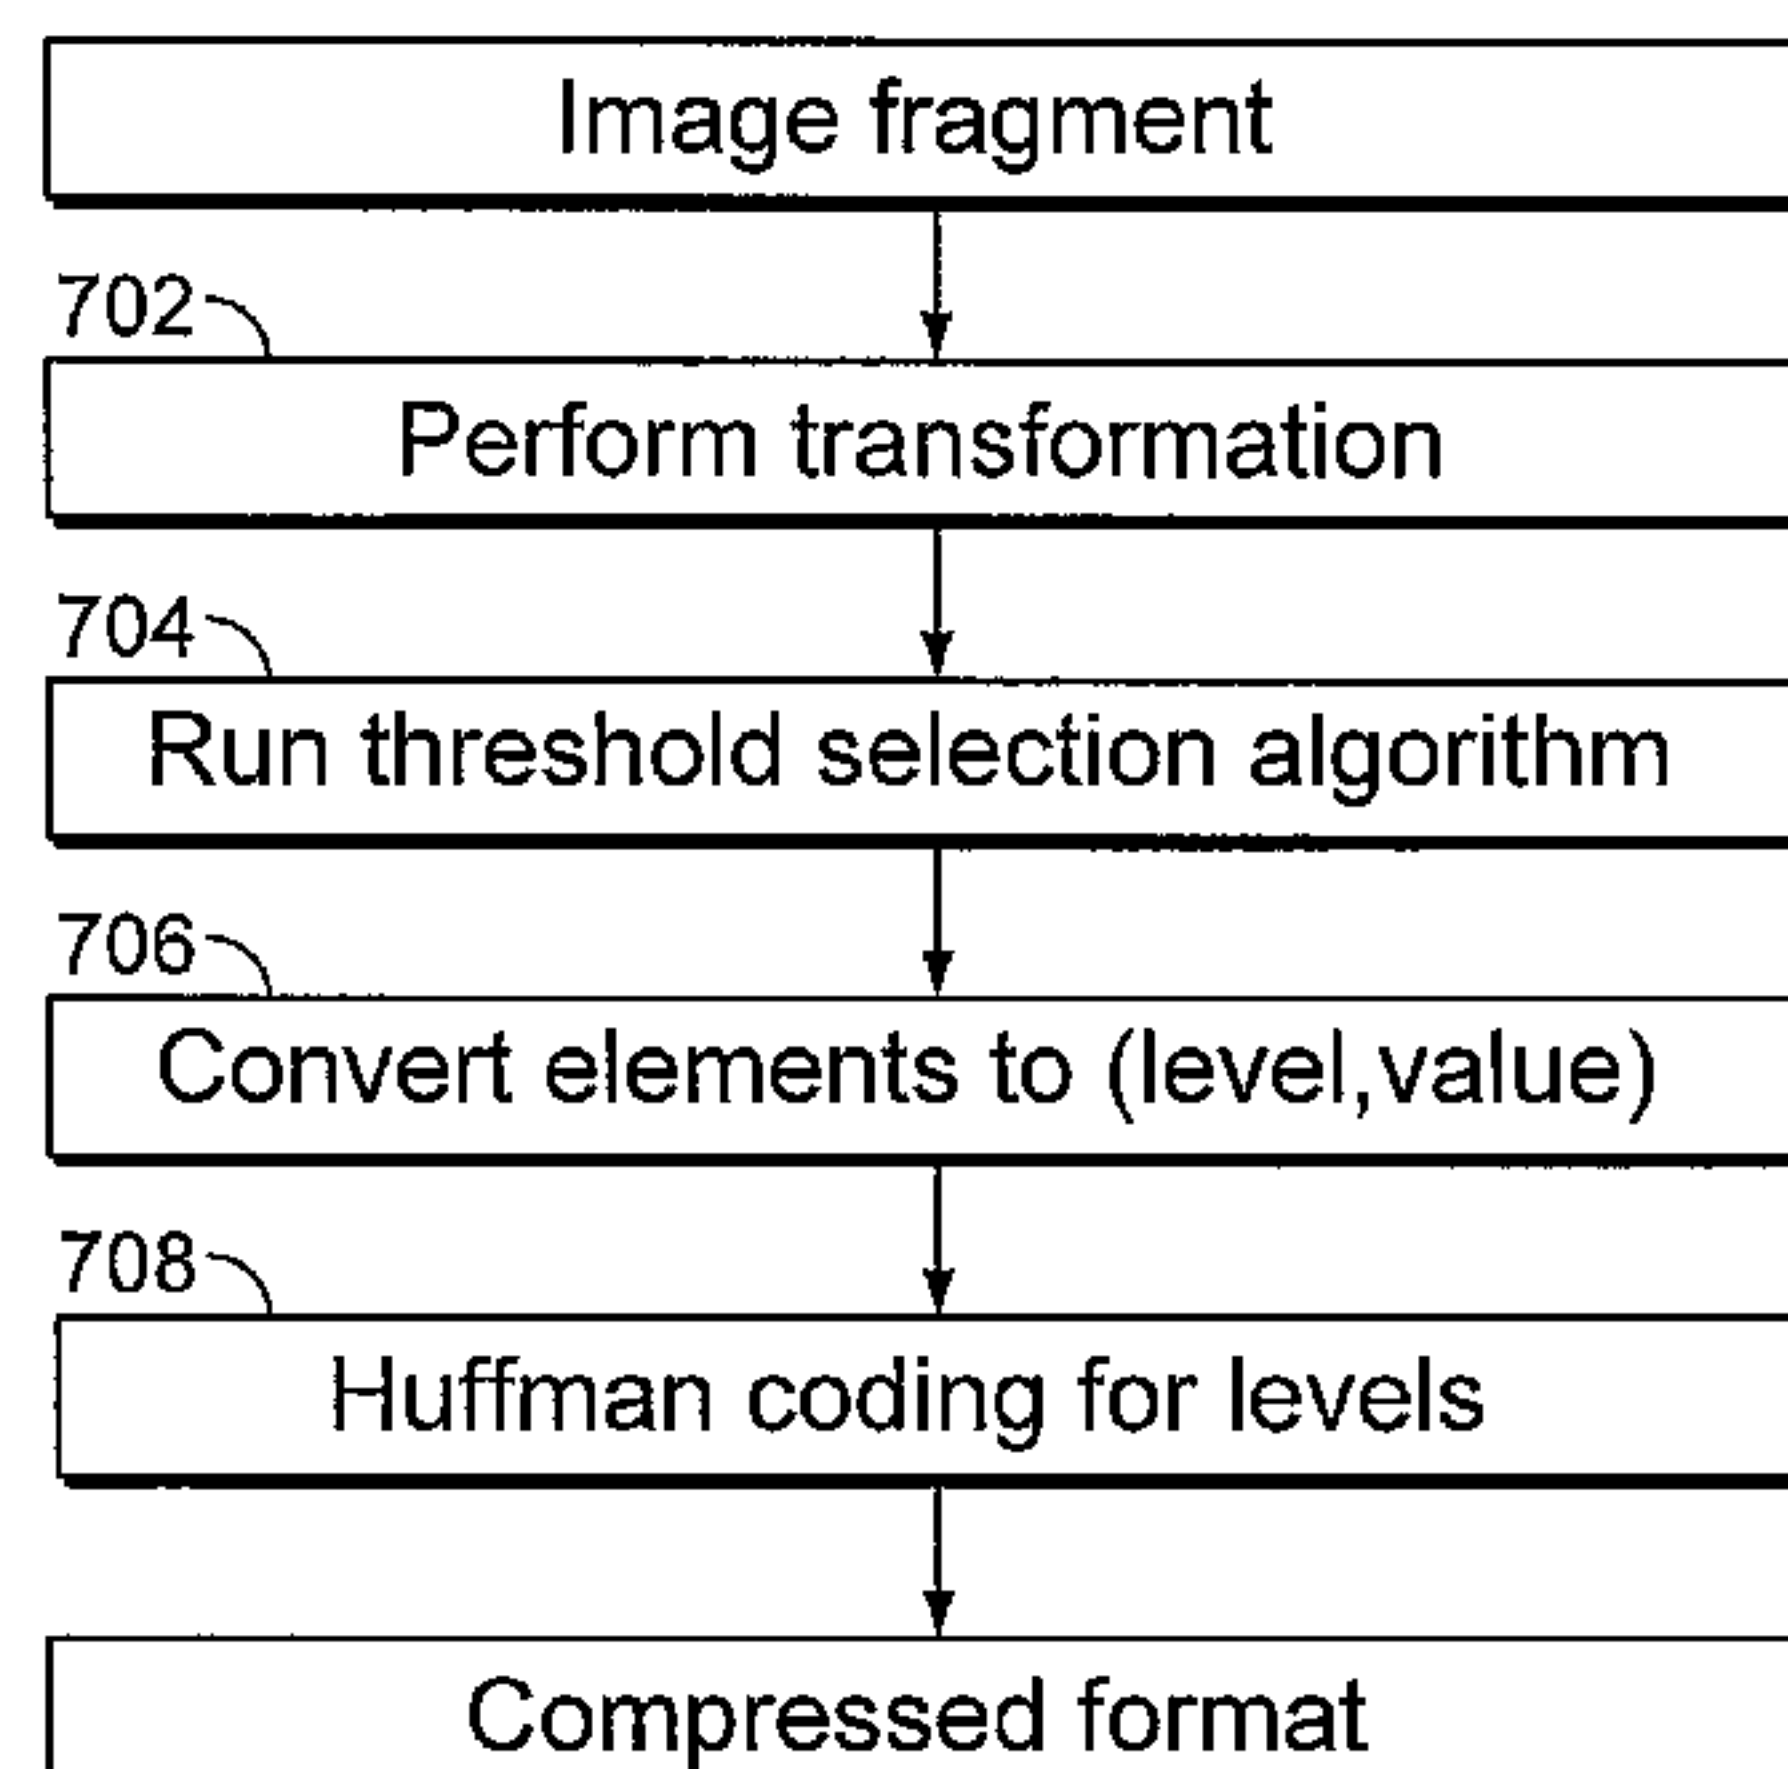 Image fragment
702
Perform transformation
704
Run threshold selection algorithm
706
Convert elements to (level,value)
708
Huffman coding for levels
Compressed format